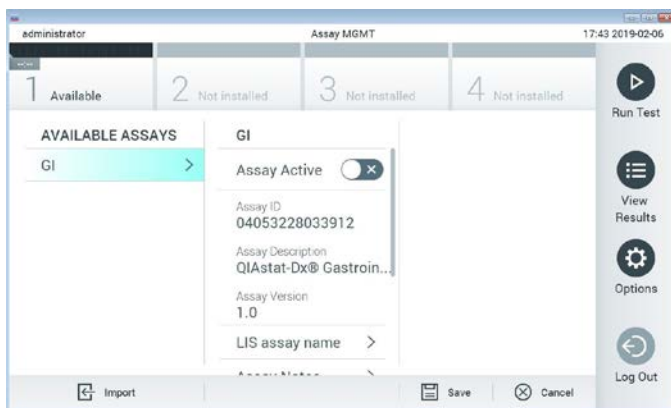 administrator Assay MGMT 17:43 2019-02-06
1 Available 2 Not installed 3 Not installed 4 Not installed
Run Test
AVAILABLE ASSAYS
GI
GI
Assay Active
Assay ID
04053228033912
Assay Description
QIAstat-Dx® Gastroin...
Assay Version
1.0
LIS assay name
View
Results
Options
Log Out
Import
Save
Cancel